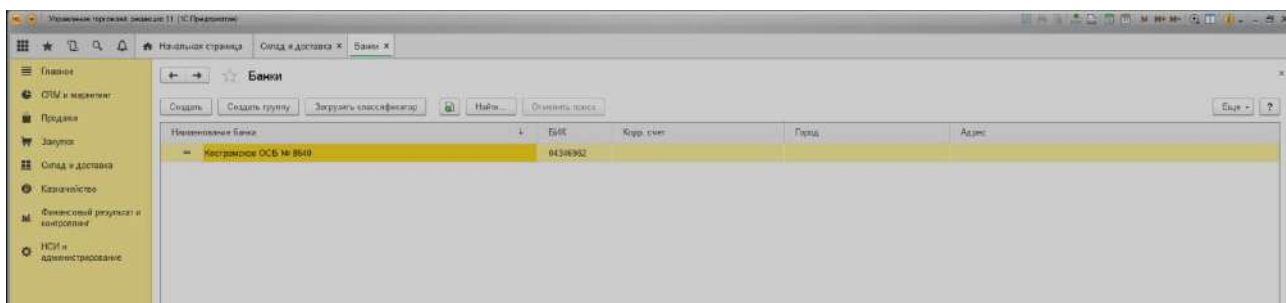 Управление торговлей, редакция 11 (1С:Предприятие)
M M+ M-
Начальная страница
Склад и доставка ×
Банки ×
Главное
CRM и маркетинг
Продажи
Закупки
Склад и доставка
Казначейство
Финансовый результат и
контроллинг
НСИ и
администрирование
Банки
Создать
Создать группу
Загрузить классификатор
Найти...
Отменить поиск
Еще
?
Наименование банка
БИК
Корр. счет
Город
Адрес
Костромское ОСБ № 8640
04346962